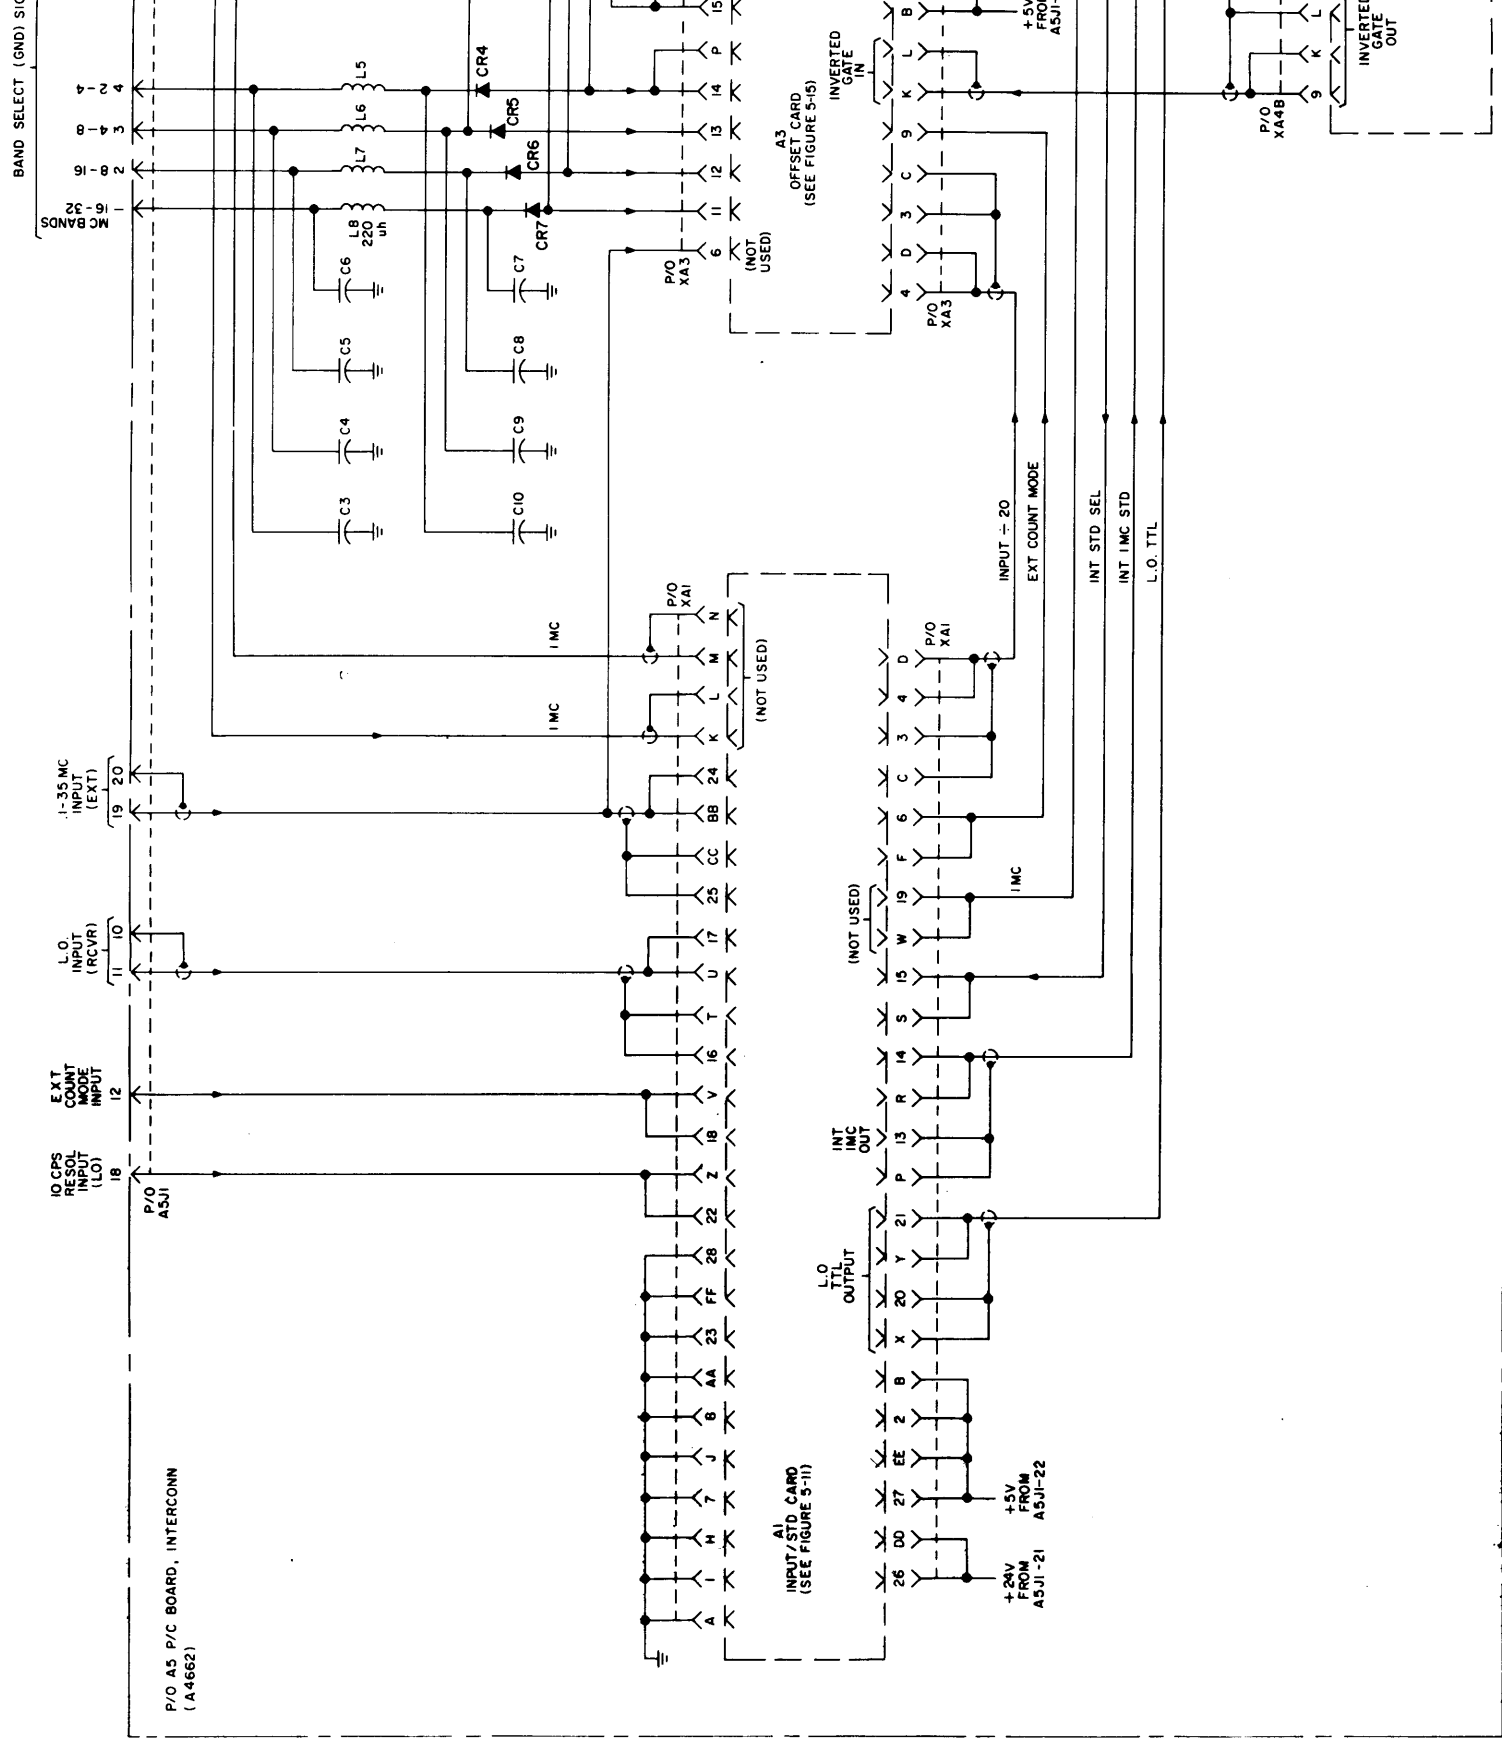 BAND SELECT (GND) SIG
MC BANDS
4 2-4
3 4-8
2 8-16
1 16-32
L5
L6
L7
L8
220
uh
CR4
CR5
CR6
CR7
C6
C5
C4
C3
C7
C8
C9
C10
15
P
14
13
12
11
6
P/O
XA3
(NOT
USED)
A3
OFFSET CARD
(SEE FIGURE 5-15)
INVERTED
GATE
IN
B
L
K
9
C
3
D
4
P/O
XA3
+5V
FROM
A5J1-
P/O
XA4B
L
K
9
INVERTED
GATE
OUT
.1-35 MC
INPUT
(EXT)
19 20
L.O.
INPUT
(RCVR)
11 10
EXT
COUNT
MODE
INPUT
12
10 CPS
RESOL
INPUT
(LO)
18
P/O
A5J1
1 MC
1 MC
P/O
XA1
N
M
L
K
24
BB
CC
25
17
U
T
16
V
18
Z
22
28
FF
23
AA
8
J
7
H
1
A
(NOT USED)
A1
INPUT/STD CARD
(SEE FIGURE 5-11)
P/O
XA1
D
4
3
C
6
F
19
W
15
S
14
R
13
P
21
Y
20
X
B
2
EE
27
DD
26
(NOT USED)
INT
1MC
OUT
L.O
TTL
OUTPUT
1 MC
INPUT ÷ 20
EXT COUNT MODE
INT STD SEL
INT 1 MC STD
L.O. TTL
+5V
FROM
A5J1-22
+24V
FROM
A5J1-21
P/O A5 P/C BOARD, INTERCONN
(A4662)